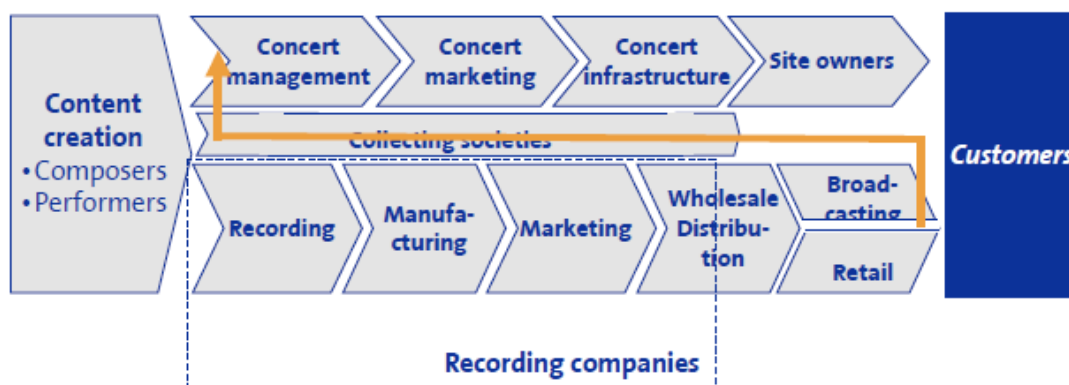 Content
creation
• Composers
• Performers
Concert
management
Concert
marketing
Concert
infrastructure
Site owners
Collecting societies
Recording
Manufa-
cturing
Marketing
Wholesale
Distribu-
tion
Broad-
casting
Retail
Customers
Recording companies